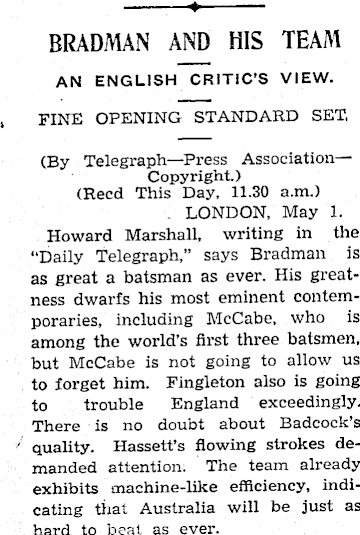 BRADMAN AND HIS TEAM
AN ENGLISH CRITIC'S VIEW.
FINE OPENING STANDARD SET.
(By Telegraph—Press Association—
Copyright.)
(Recd This Day, 11.30 a.m.)
LONDON, May 1.
Howard Marshall, writing in the
"Daily Telegraph," says Bradman is
as great a batsman as ever. His great-
ness dwarfs his most eminent contem-
poraries, including McCabe, who is
among the world's first three batsmen,
but McCabe is not going to allow us
to forget him. Fingleton also is going
to trouble England exceedingly.
There is no doubt about Badcock's
quality. Hassett's flowing strokes de-
manded attention. The team already
exhibits machine-like efficiency, indi-
cating that Australia will be just as
hard to beat as ever.